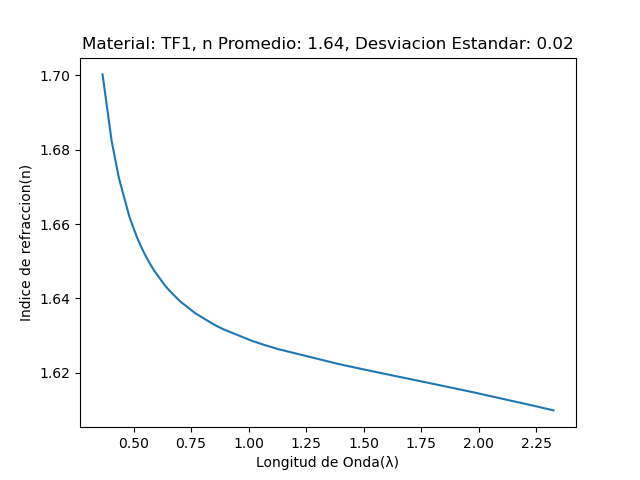 Material: TF1, n Promedio: 1.64, Desviacion Estandar: 0.02
1.70
1.68
1.66
1.64
1.62
Indice de refraccion(n)
0.50 0.75 1.00 1.25 1.50 1.75 2.00 2.25
Longitud de Onda(λ)